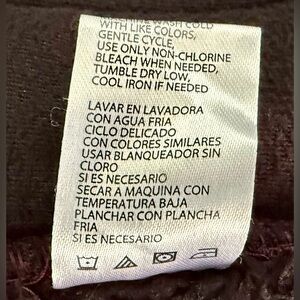 WASH COLD
WITH LIKE COLORS,
GENTLE CYCLE,
USE ONLY NON-CHLORINE
BLEACH WHEN NEEDED,
TUMBLE DRY LOW,
COOL IRON IF NEEDED
LAVAR EN LAVADORA
CON AGUA FRIA
CICLO DELICADO
CON COLORES SIMILARES
USAR BLANQUEADOR SIN
CLORO
SI ES NECESARIO
SECAR A MAQUINA CON
TEMPERATURA BAJA
PLANCHAR CON PLANCHA
FRIA
SI ES NECESARIO